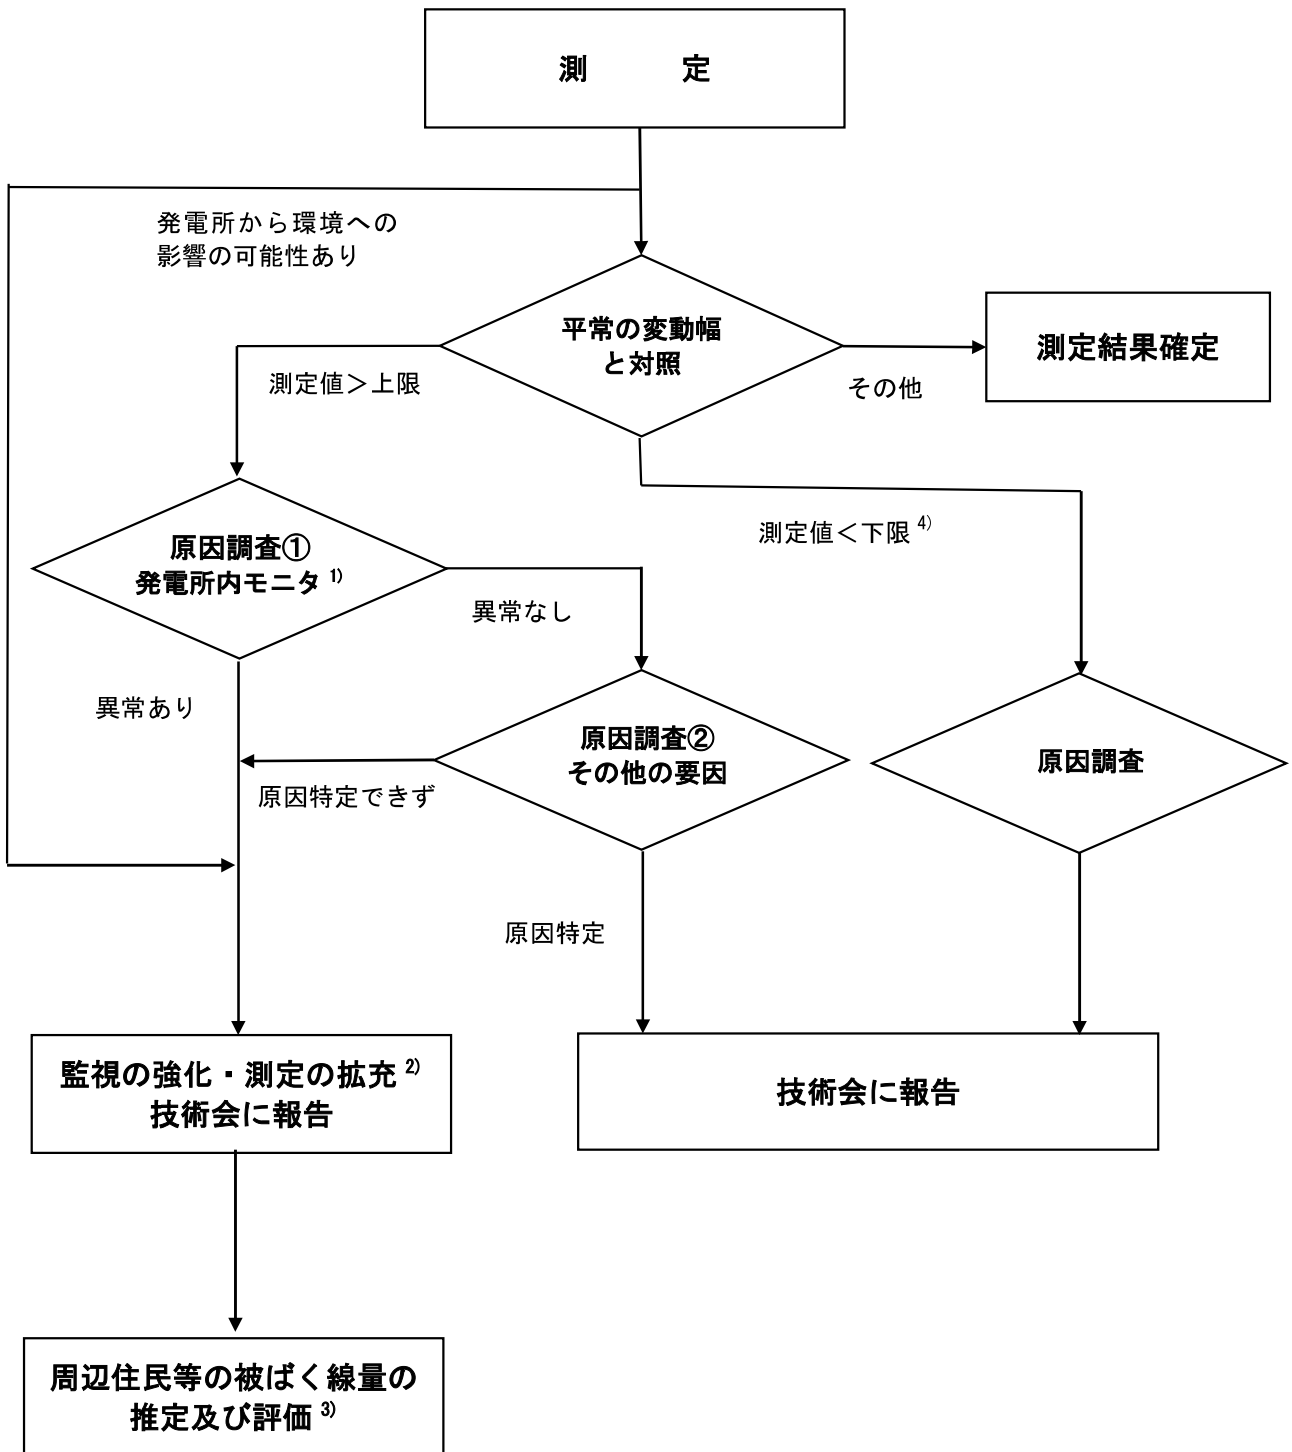 測 定
発電所から環境への
影響の可能性あり
平常の変動幅
と対照
測定結果確定
測定値＞上限
その他
原因調査①
発電所内モニタ 1)
測定値＜下限 4)
異常なし
異常あり
原因調査②
その他の要因
原因調査
原因特定できず
原因特定
監視の強化・測定の拡充 2)
技術会に報告
技術会に報告
周辺住民等の被ばく線量の
推定及び評価 3)